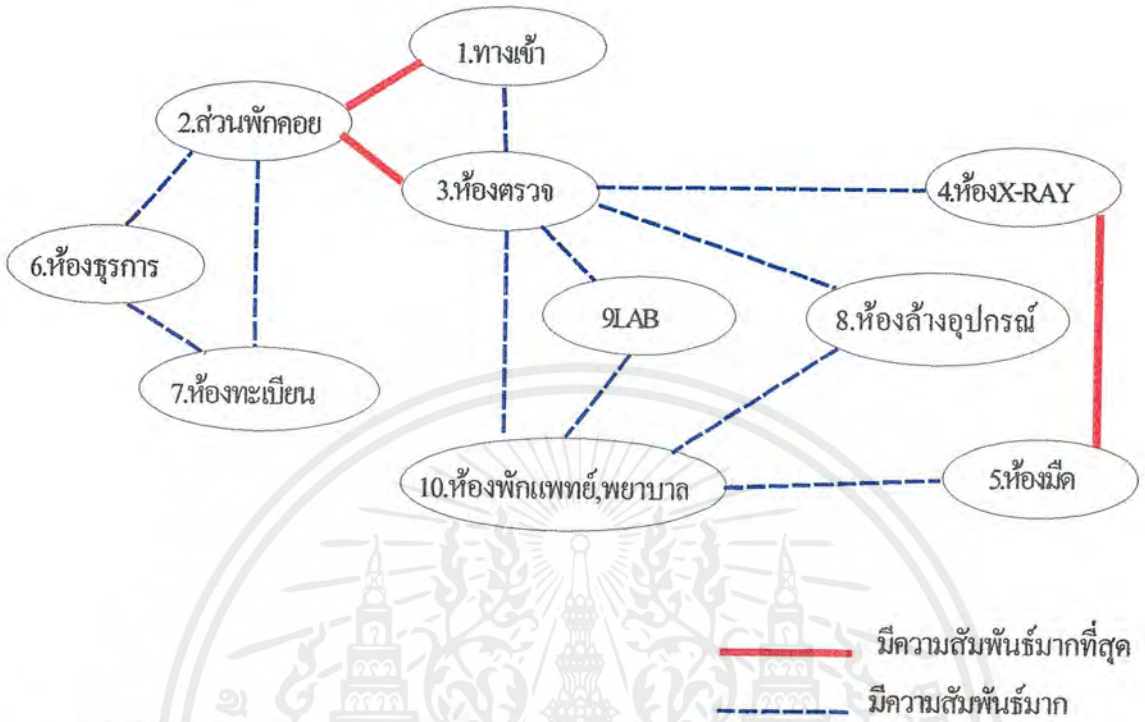 1.ทางเข้า
2.ส่วนพักคอย
3.ห้องตรวจ
4.ห้องX-RAY
6.ห้องธุรการ
9LAB
8.ห้องล้างอุปกรณ์
7.ห้องทะเบียน
10.ห้องพักแพทย์,พยาบาล
5.ห้องมืด
มีความสัมพันธ์มากที่สุด
มีความสัมพันธ์มาก